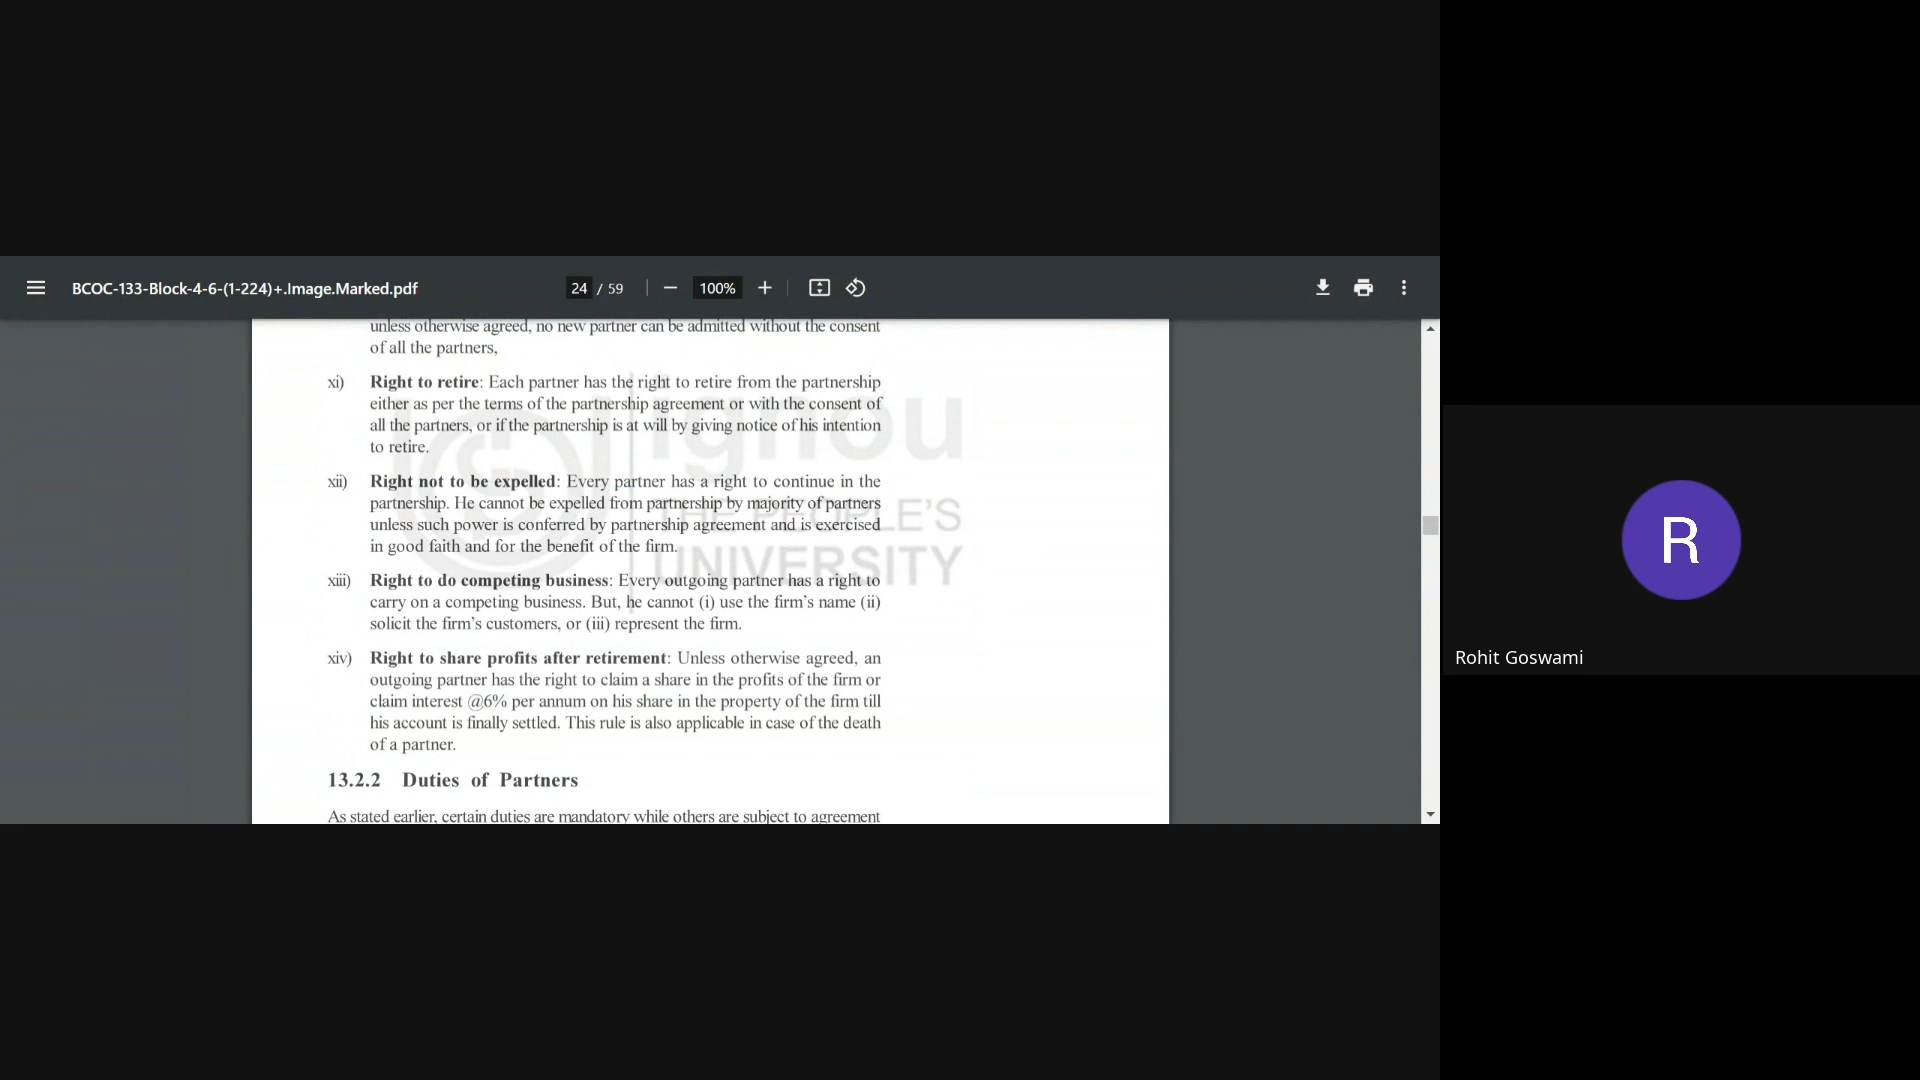 BCOC-133-Block-4-6-(1-224)+.Image.Marked.pdf
24 / 59
100%
unless otherwise agreed, no new partner can be admitted without the consent
of all the partners,
xi) Right to retire: Each partner has the right to retire from the partnership
either as per the terms of the partnership agreement or with the consent of
all the partners, or if the partnership is at will by giving notice of his intention
to retire.
xii) Right not to be expelled: Every partner has a right to continue in the
partnership. He cannot be expelled from partnership by majority of partners
unless such power is conferred by partnership agreement and is exercised
in good faith and for the benefit of the firm.
xiii) Right to do competing business: Every outgoing partner has a right to
carry on a competing business. But, he cannot (i) use the firm's name (ii)
solicit the firm's customers, or (iii) represent the firm.
xiv) Right to share profits after retirement: Unless otherwise agreed, an
outgoing partner has the right to claim a share in the profits of the firm or
claim interest @6% per annum on his share in the property of the firm till
his account is finally settled. This rule is also applicable in case of the death
of a partner.
13.2.2 Duties of Partners
As stated earlier, certain duties are mandatory while others are subject to agreement
ignou
THE PEOPLE'S
UNIVERSITY
R
Rohit Goswami